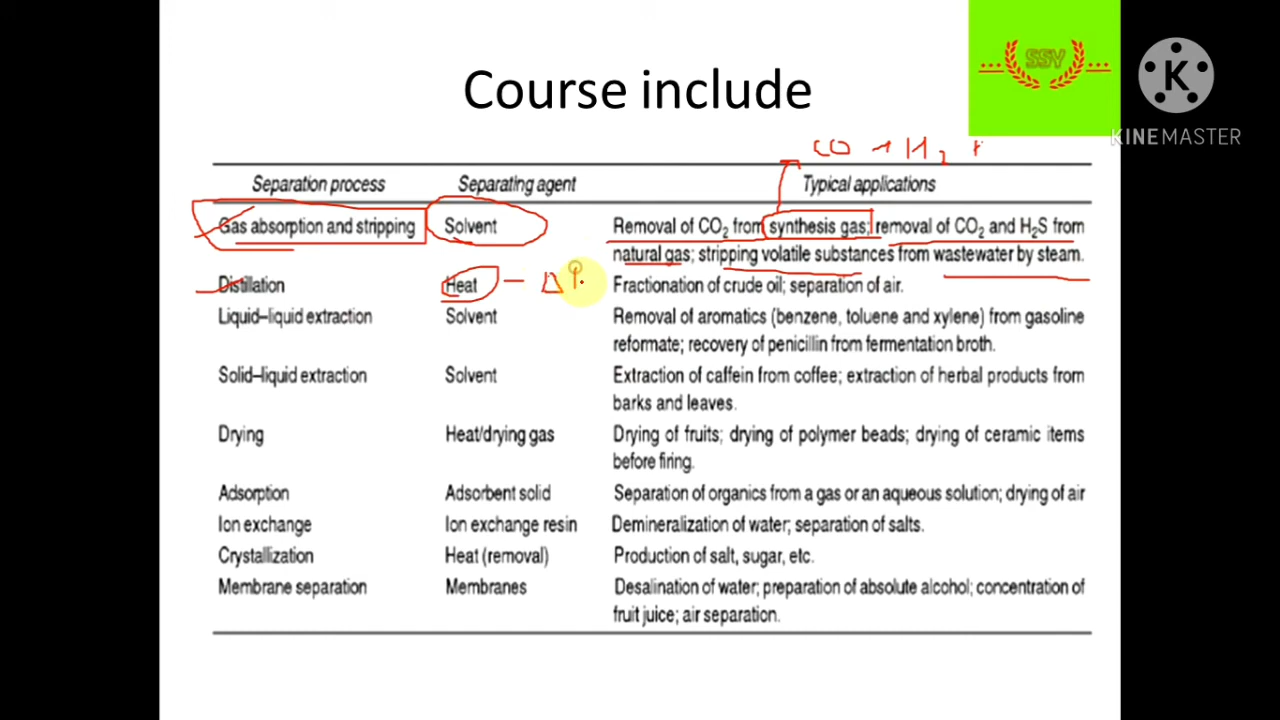 SSY
K
KINEMASTER
Course include
CO + H2
Separation process Separating agent Typical applications
Gas absorption and stripping Solvent Removal of CO2 from synthesis gas; removal of CO2 and H2S from
natural gas; stripping volatile substances from wastewater by steam.
Distillation Heat – Δ Fractionation of crude oil; separation of air.
Liquid–liquid extraction Solvent Removal of aromatics (benzene, toluene and xylene) from gasoline
reformate; recovery of penicillin from fermentation broth.
Solid–liquid extraction Solvent Extraction of caffein from coffee; extraction of herbal products from
barks and leaves.
Drying Heat/drying gas Drying of fruits; drying of polymer beads; drying of ceramic items
before firing.
Adsorption Adsorbent solid Separation of organics from a gas or an aqueous solution; drying of air
Ion exchange Ion exchange resin Demineralization of water; separation of salts.
Crystallization Heat (removal) Production of salt, sugar, etc.
Membrane separation Membranes Desalination of water; preparation of absolute alcohol; concentration of
fruit juice; air separation.